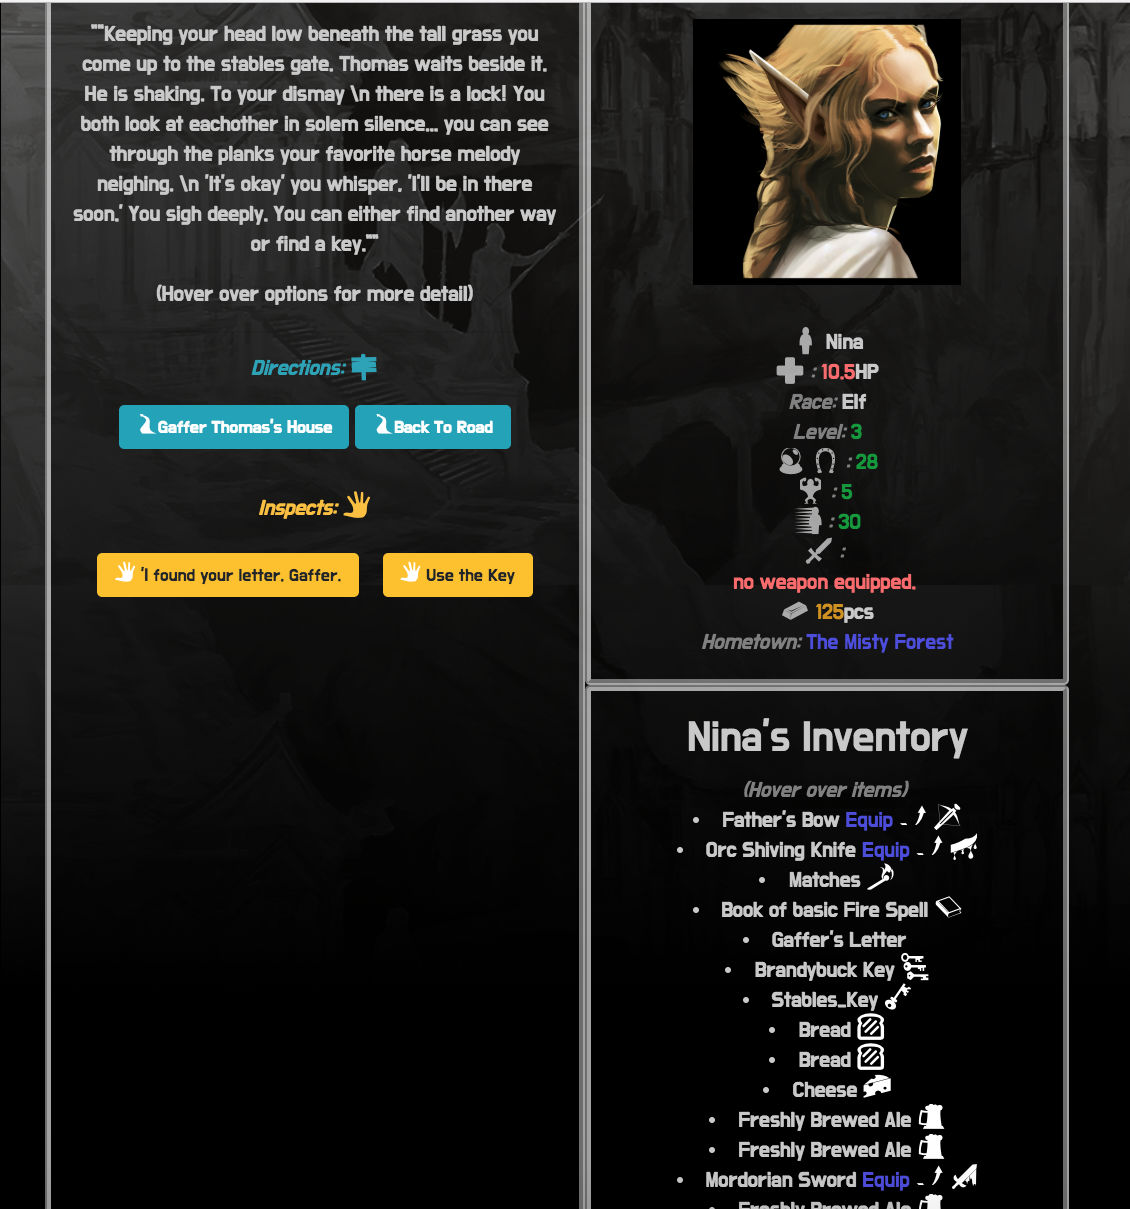 ""Keeping your head low beneath the tall grass you
come up to the stables gate. Thomas waits beside it.
He is shaking. To your dismay \n there is a lock! You
both look at eachother in solem silence... you can see
through the planks your favorite horse melody
neighing. \n 'It's okay' you whisper. 'I'll be in there
soon.' You sigh deeply. You can either find another way
or find a key.""
(Hover over options for more detail)
Directions:
Gaffer Thomas's House
Back To Road
Inspects:
'I found your letter. Gaffer.
Use the Key
Nina
: 10.5HP
Race: Elf
Level: 3
: 28
: 5
: 30
:
no weapon equipped.
125pcs
Hometown: The Misty Forest
Nina's Inventory
(Hover over items)
• Father's Bow Equip -
• Orc Shiving Knife Equip -
• Matches
• Book of basic Fire Spell
• Gaffer's Letter
• Brandybuck Key
• Stables_Key
• Bread
• Bread
• Cheese
• Freshly Brewed Ale
• Freshly Brewed Ale
• Mordorian Sword Equip -
• Freshly Brewed Ale